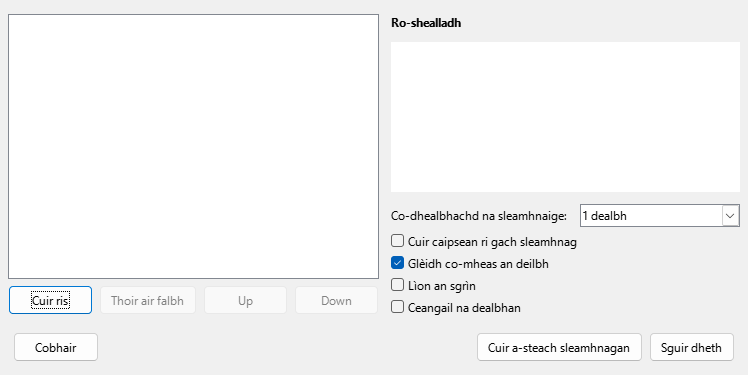 Ro-shealladh
Co-dhealbhachd na sleamhnaige: 1 dealbh
Cuir caipsean ri gach sleamhnag
Glèidh co-mheas an deilbh
Lìon an sgrìn
Ceangail na dealbhan
Cuir ris Thoir air falbh Up Down
Cobhair Cuir a-steach sleamhnagan Sguir dheth